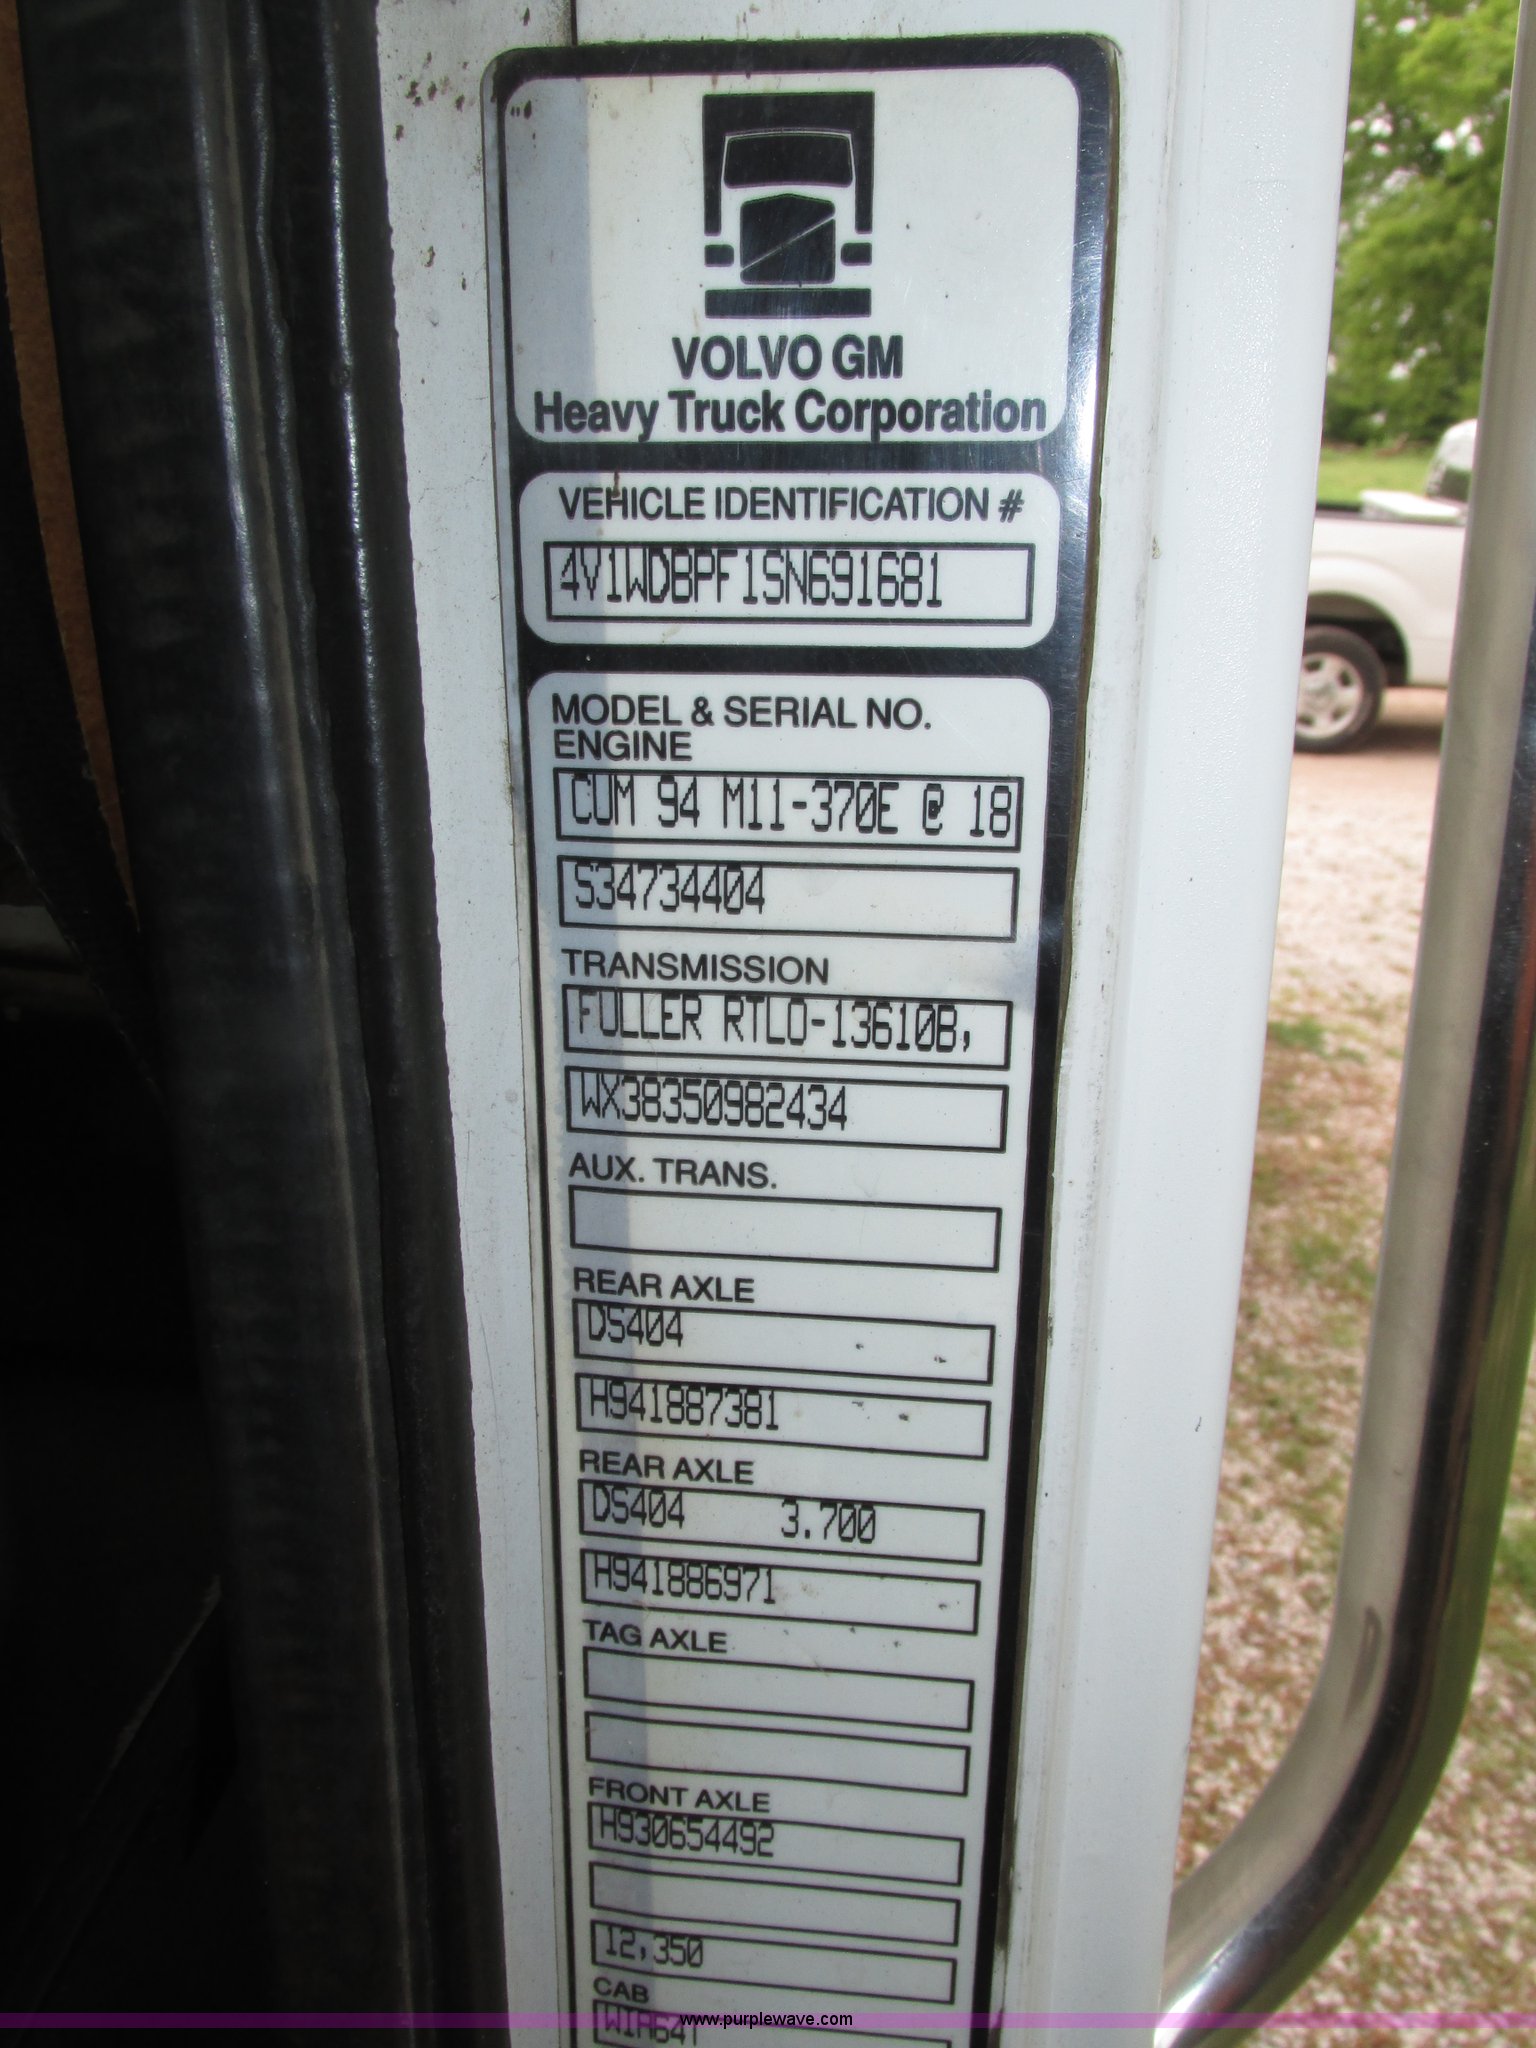 VOLVO GM
Heavy Truck Corporation
VEHICLE IDENTIFICATION #
4V1WD8PF1SN691681
MODEL & SERIAL NO.
ENGINE
CUM 94 M11-370E @ 18
S34734404
TRANSMISSION
FULLER RTLO-13610B,
WX38350982434
AUX. TRANS.
REAR AXLE
DS404
H941887381
REAR AXLE
DS404 3.700
H941886971
TAG AXLE
FRONT AXLE
H930654492
12,350
CAB
WIA64T
www.purplewave.com